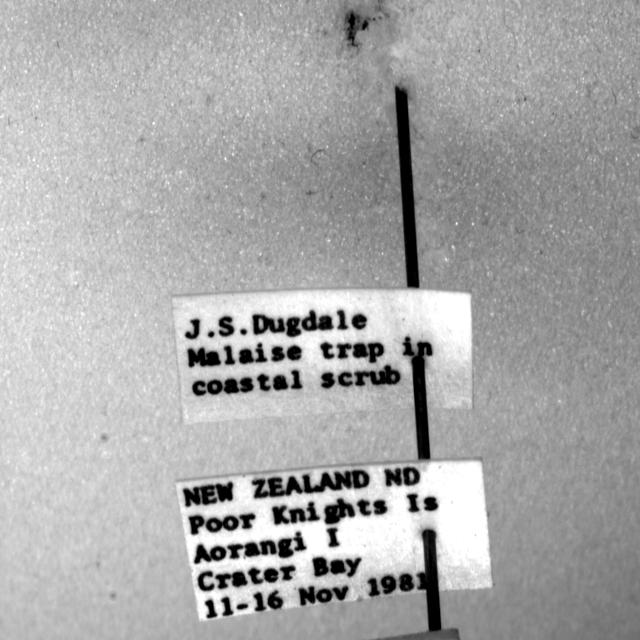 J.S.Dugdale
Malaise trap in
coastal scrub
NEW ZEALAND ND
Poor Knights Is
Aorangi I
Crater Bay
11-16 Nov 1981